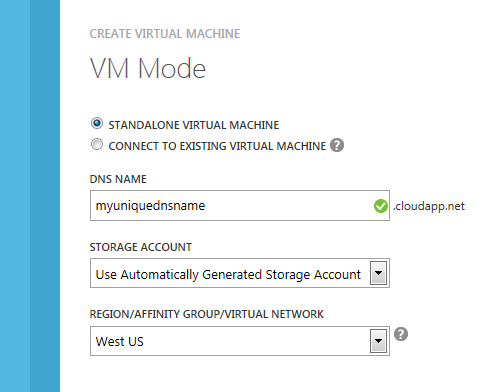 CREATE VIRTUAL MACHINE
VM Mode
STANDALONE VIRTUAL MACHINE
CONNECT TO EXISTING VIRTUAL MACHINE ?
DNS NAME
myuniquednsname .cloudapp.net
STORAGE ACCOUNT
Use Automatically Generated Storage Account
REGION/AFFINITY GROUP/VIRTUAL NETWORK
West US ?